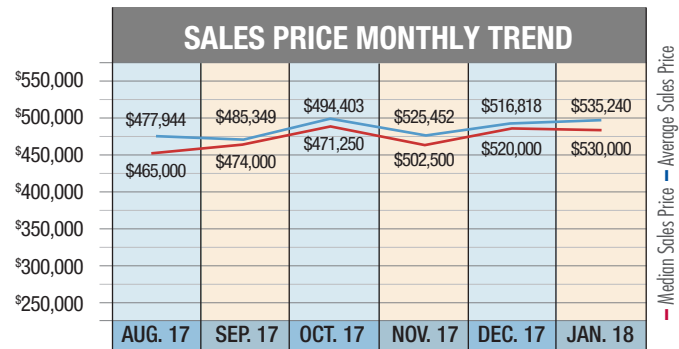 SALES PRICE MONTHLY TREND
$550,000
$500,000
$450,000
$400,000
$350,000
$300,000
$250,000
$477,944
$485,349
$494,403
$525,452
$516,818
$535,240
$465,000
$474,000
$471,250
$502,500
$520,000
$530,000
AUG. 17
SEP. 17
OCT. 17
NOV. 17
DEC. 17
JAN. 18
Median Sales Price
Average Sales Price